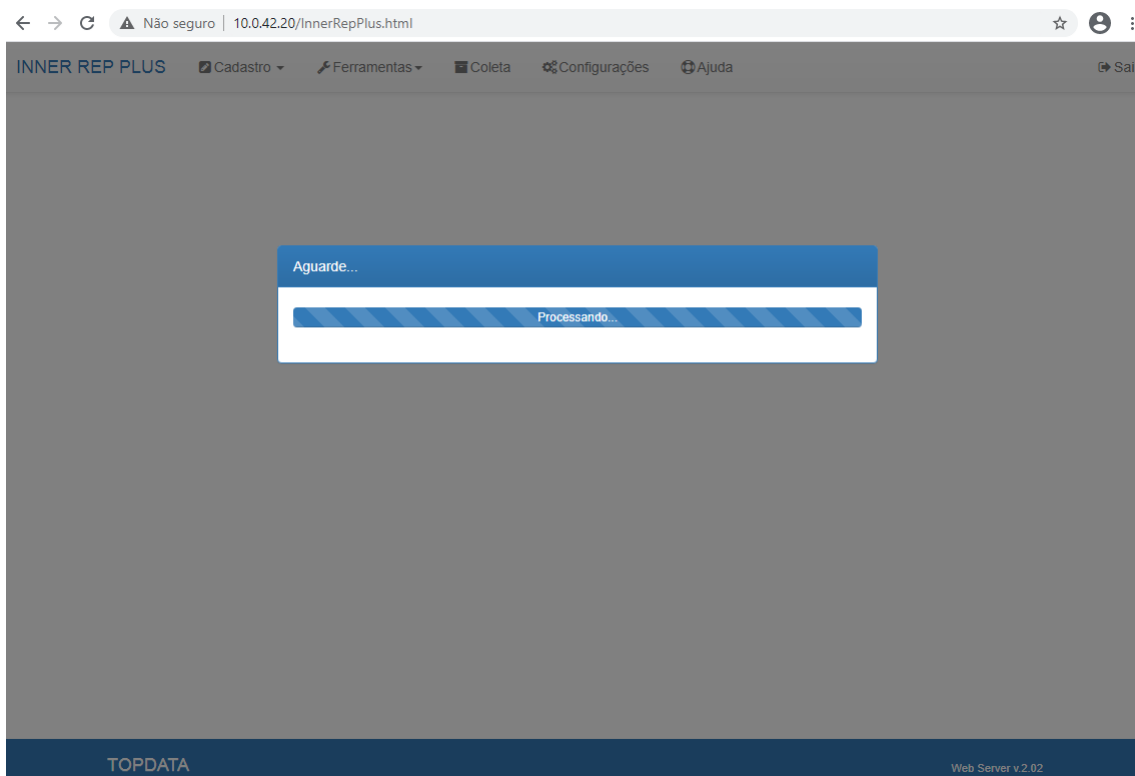 Não seguro | 10.0.42.20/InnerRepPlus.html
INNER REP PLUS Cadastro Ferramentas Coleta Configurações Ajuda Sai
Aguarde...
Processando...
TOPDATA Web Server v.2.02